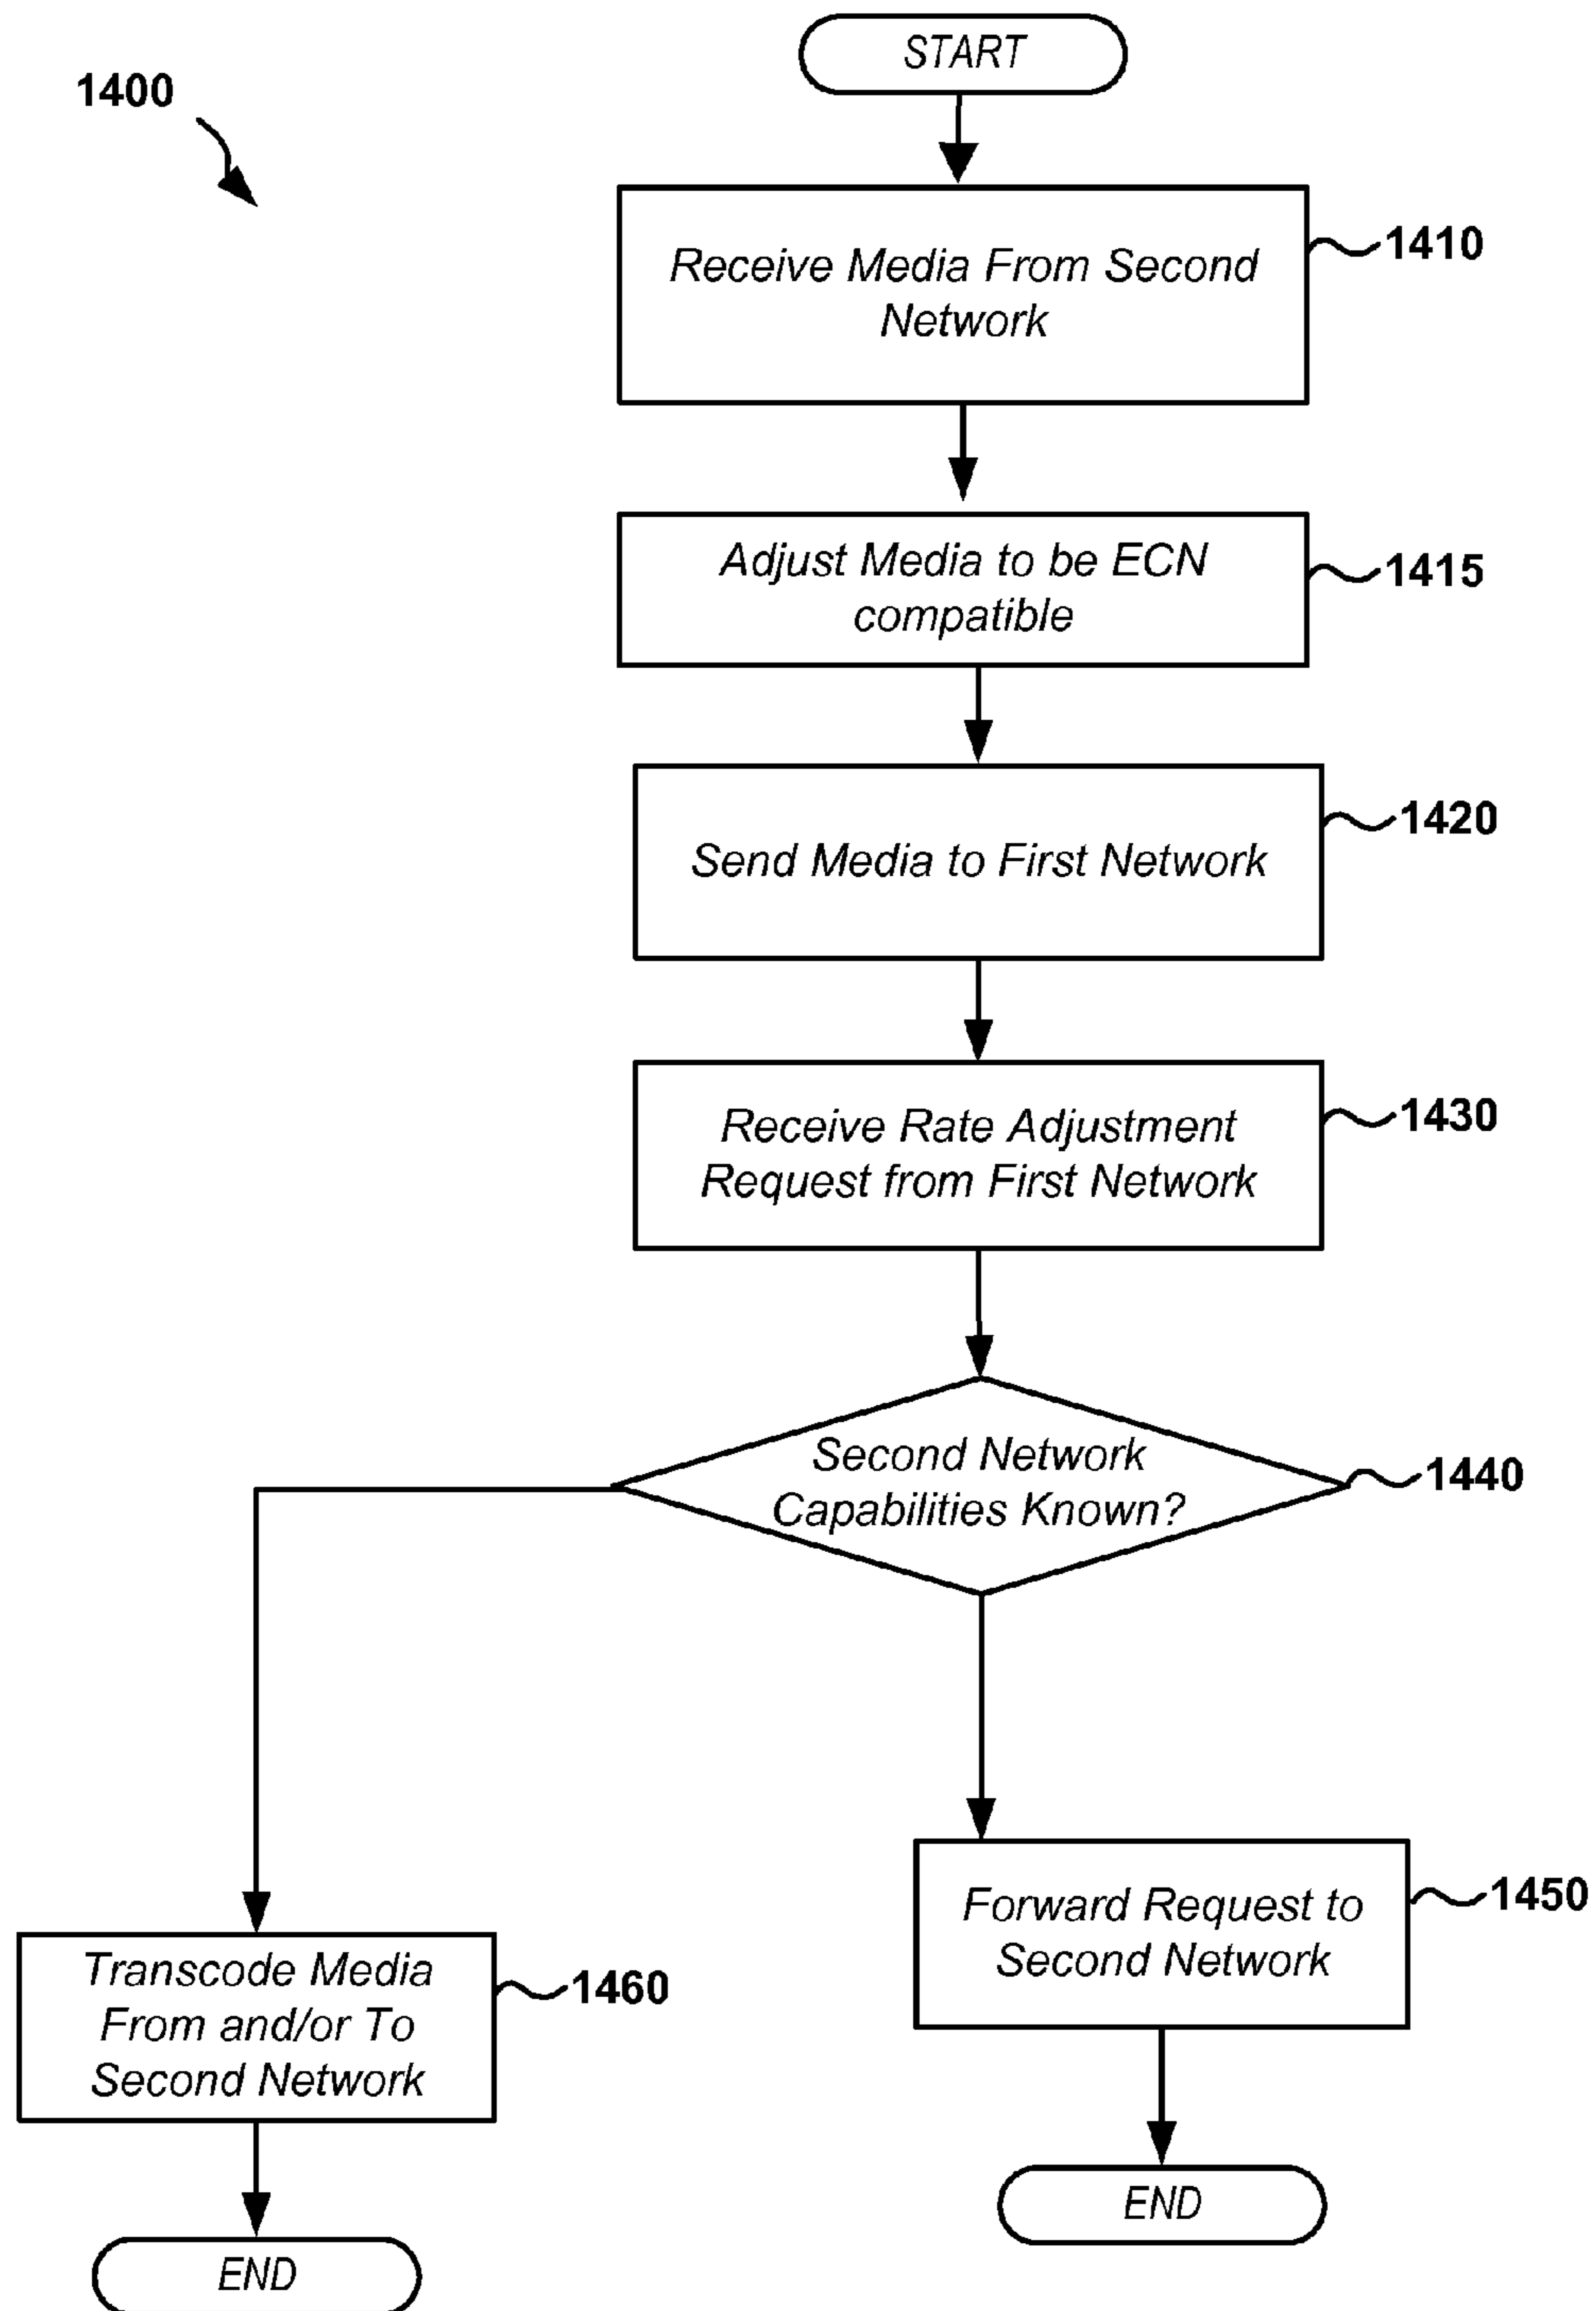 START
1400
Receive Media From Second
Network
1410
Adjust Media to be ECN
compatible
1415
Send Media to First Network
1420
Receive Rate Adjustment
Request from First Network
1430
Second Network
Capabilities Known?
1440
Forward Request to
Second Network
1450
Transcode Media
From and/or To
Second Network
1460
END
END